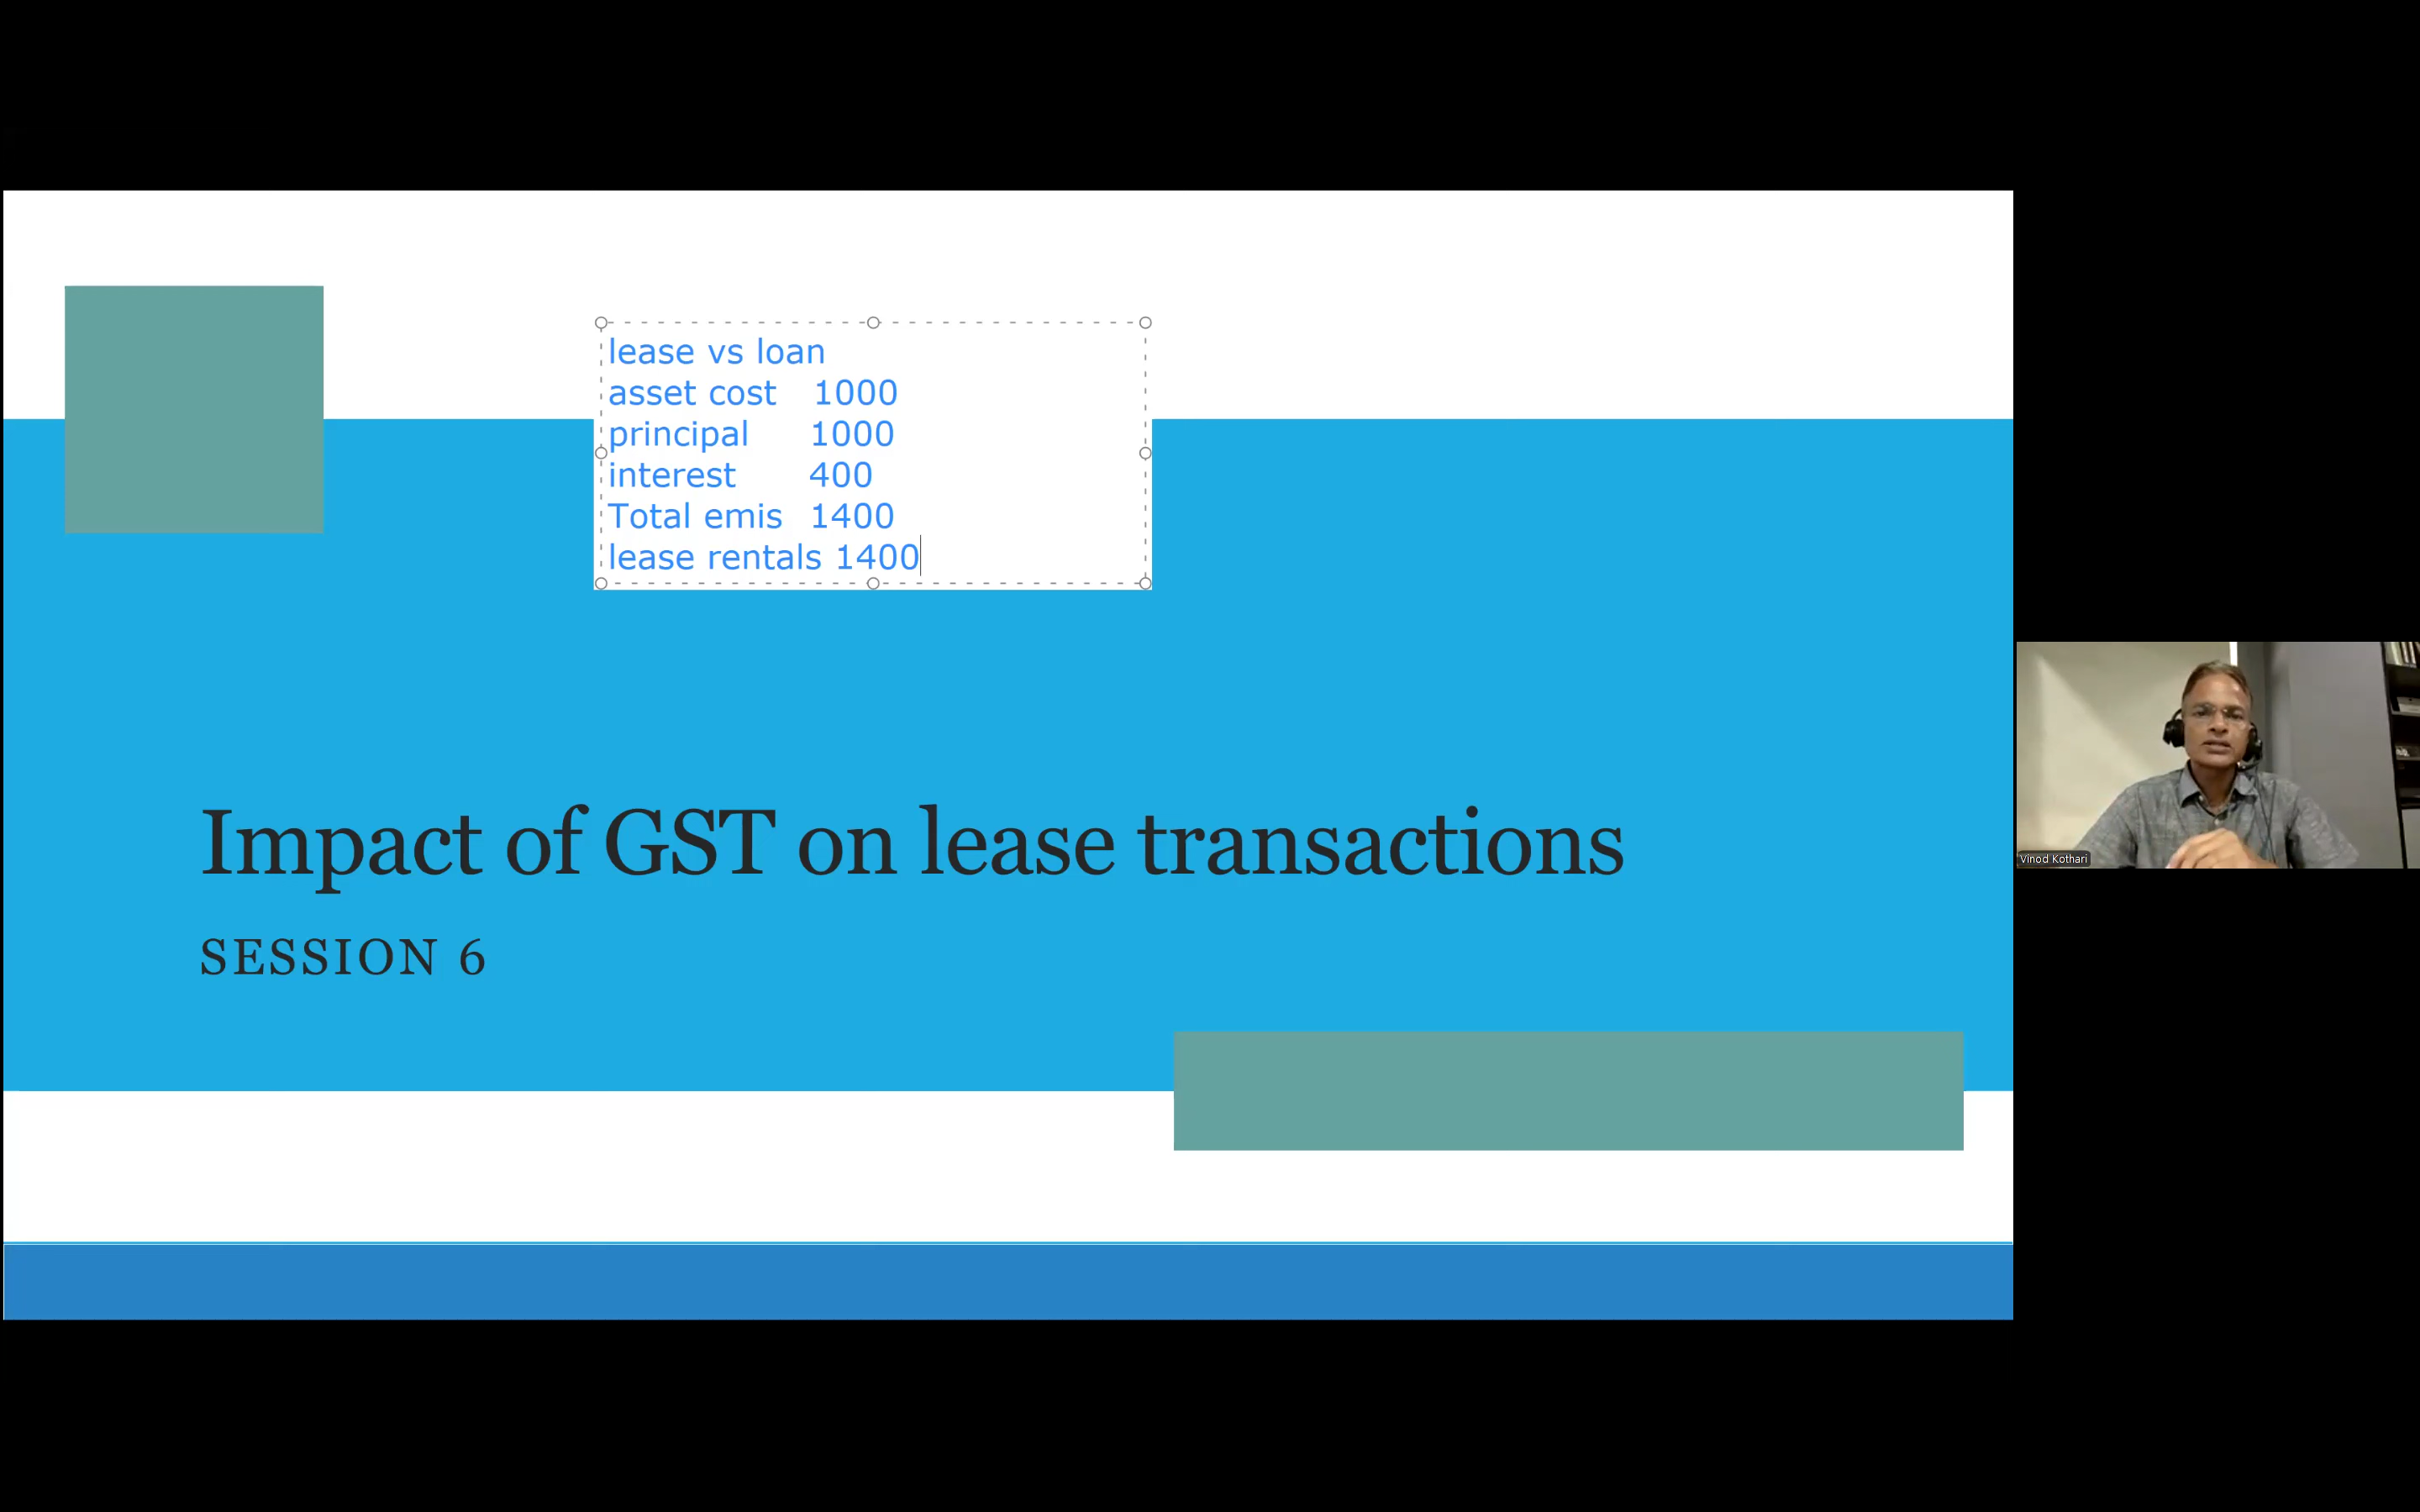 lease vs loan
asset cost 1000
principal 1000
interest 400
Total emis 1400
lease rentals 1400
Impact of GST on lease transactions
SESSION 6
Vinod Kothari